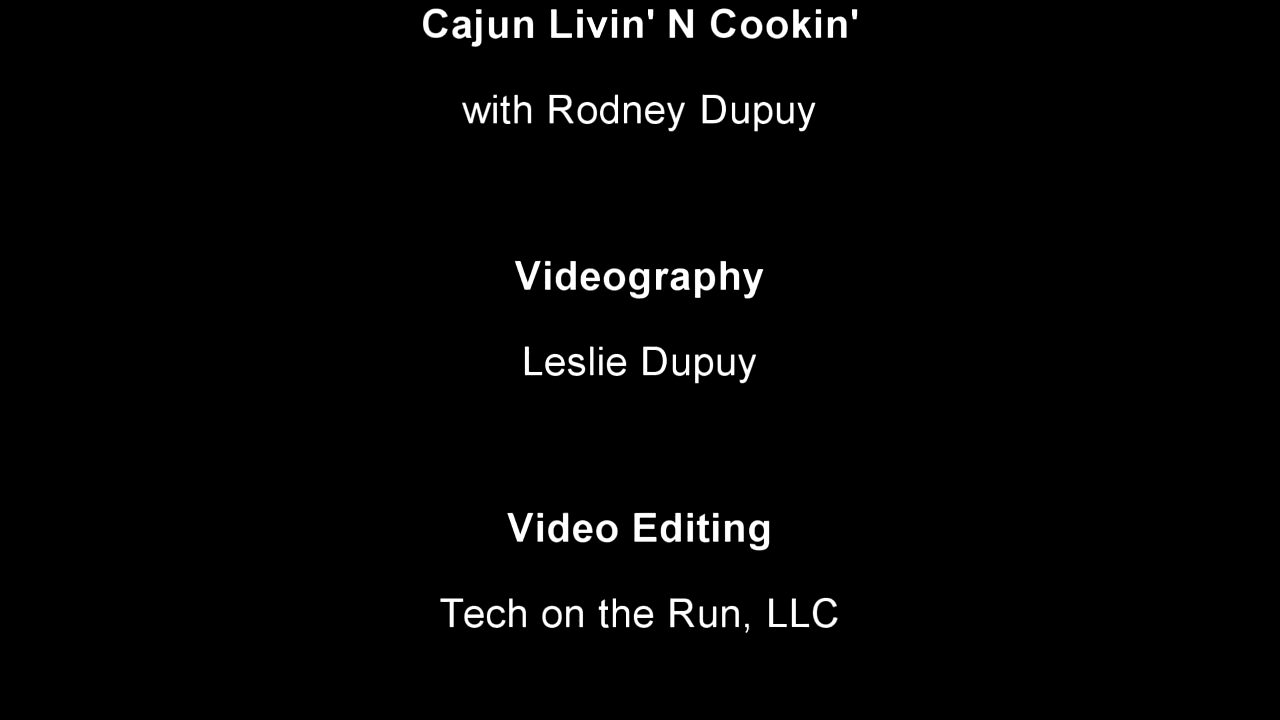 Cajun Livin' N Cookin'
with Rodney Dupuy
Videography
Leslie Dupuy
Video Editing
Tech on the Run, LLC